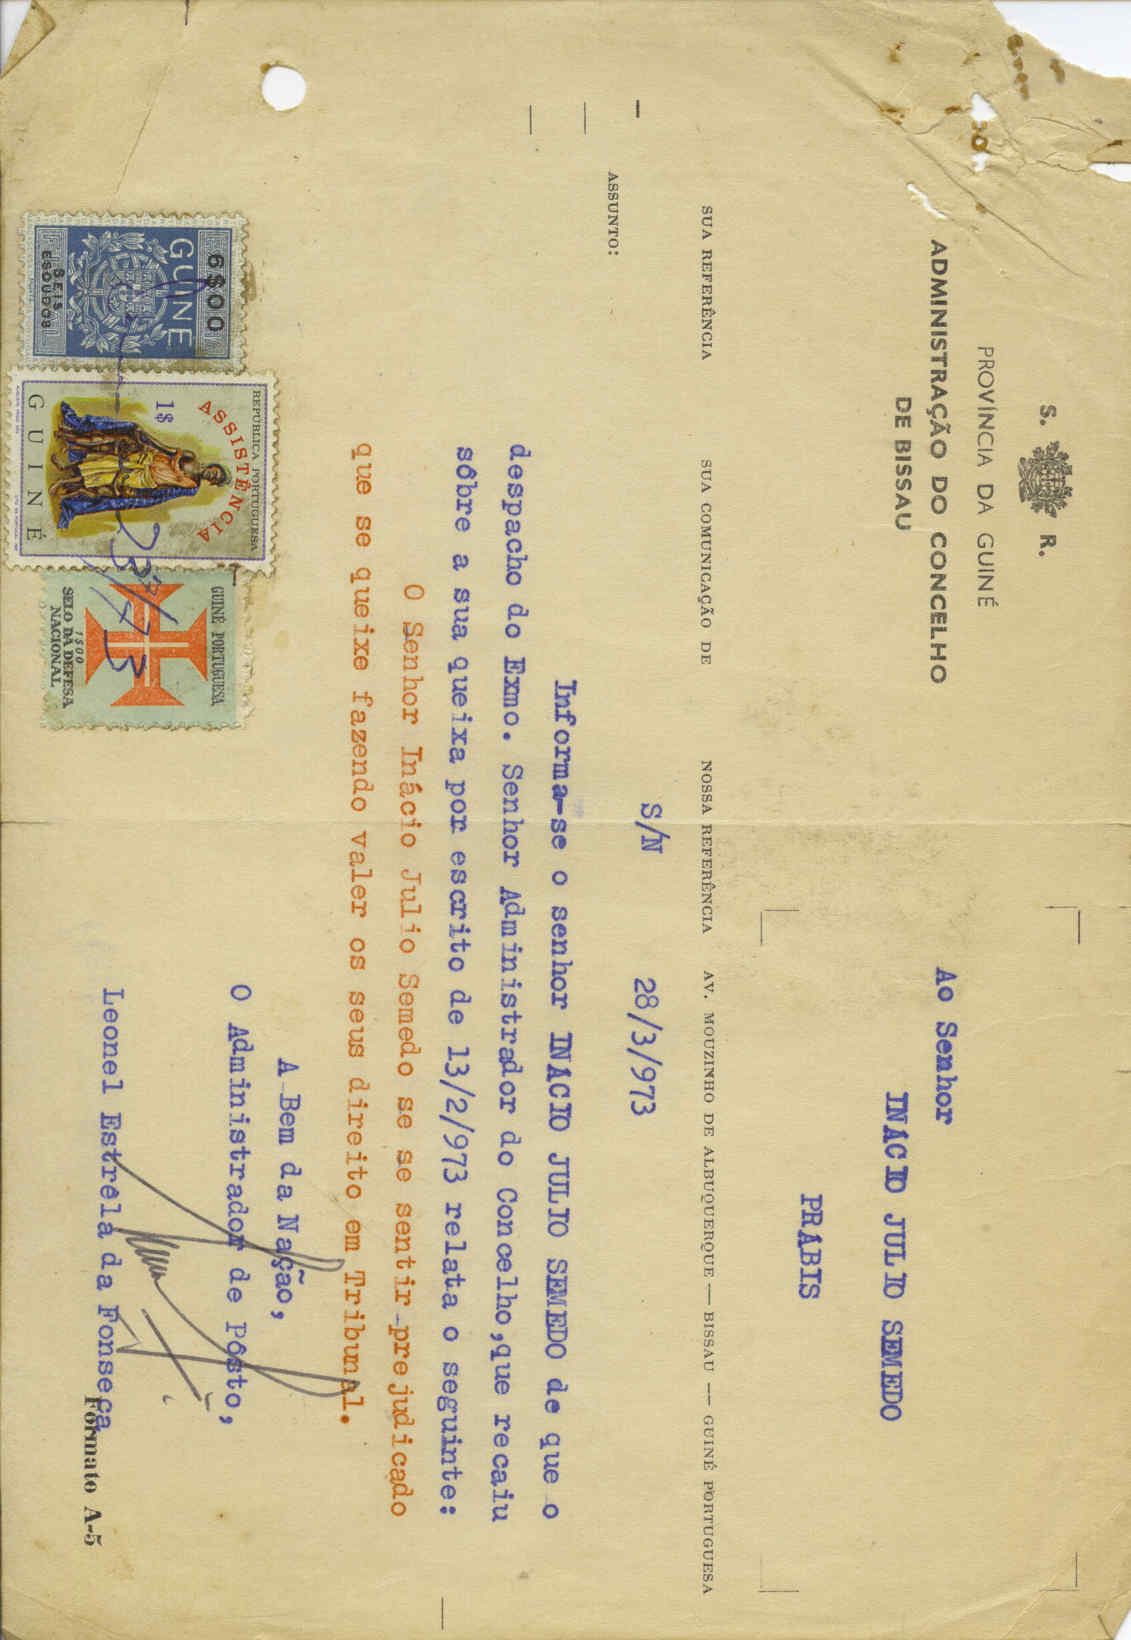 S. R.
PROVÍNCIA DA GUINÉ
ADMINISTRAÇÃO DO CONCELHO
DE BISSAU
Ao Senhor
INÁCIO JULIO SEMEDO
PRÁBIS
SUA REFERÊNCIA SUA COMUNICAÇÃO DE NOSSA REFERÊNCIA AV. MOUZINHO DE ALBUQUERQUE — BISSAU — GUINÉ PORTUGUESA
S/N 28/3/973
ASSUNTO:
Informa-se o senhor INÁCIO JULIO SEMEDO de que o
despacho do Exmo. Senhor Administrador do Concelho,que recaiu
sôbre a sua queixa por escrito de 13/2/973 relata o seguinte:
O Senhor Inácio Julio Semedo se se sentir prejudicado
que se queixe fazendo valer os seus direito em Tribunal.
A Bem da Nação,
O Administrador de Pôsto,
Leonel Estrêla da Fonseca
Formato A-5
6$00
GUINÉ
SEIS
ESCUDOS
REPÚBLICA PORTUGUESA
ASSISTÊNCIA
1$
GUINÉ
GUINÉ PORTUGUESA
1$00
SELO DA DEFESA
NACIONAL